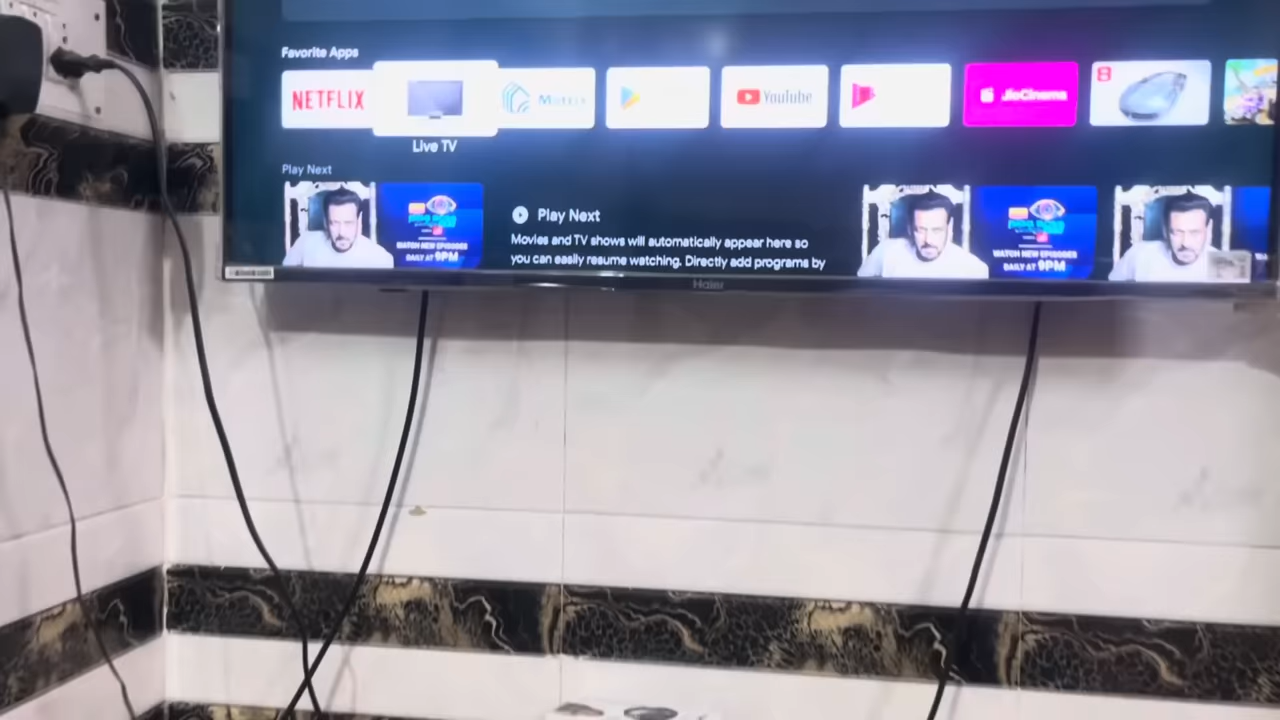 Favorite Apps
NETFLIX
YouTube
JioCinema
8
Live TV
Play Next
WATCH NEW EPISODES
DAILY AT 9PM
Play Next
Movies and TV shows will automatically appear here so
you can easily resume watching. Directly add programs by
WATCH NEW EPISODES
DAILY AT 9PM
Haier